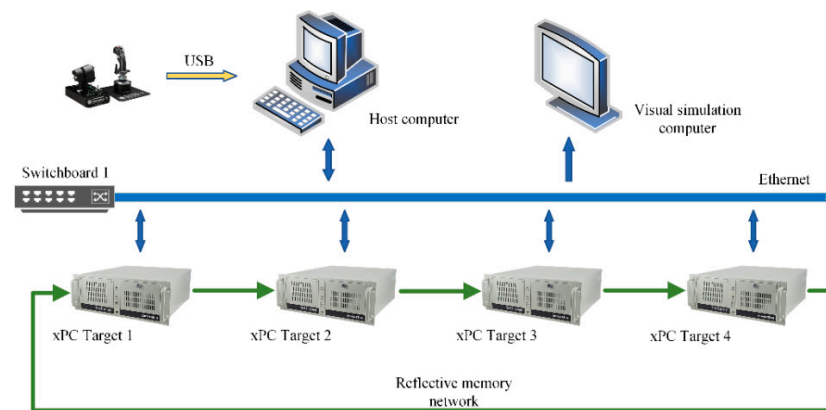 USB
Host computer
Visual simulation
computer
Switchboard 1
Ethernet
xPC Target 1
xPC Target 2
xPC Target 3
xPC Target 4
Reflective memory
network